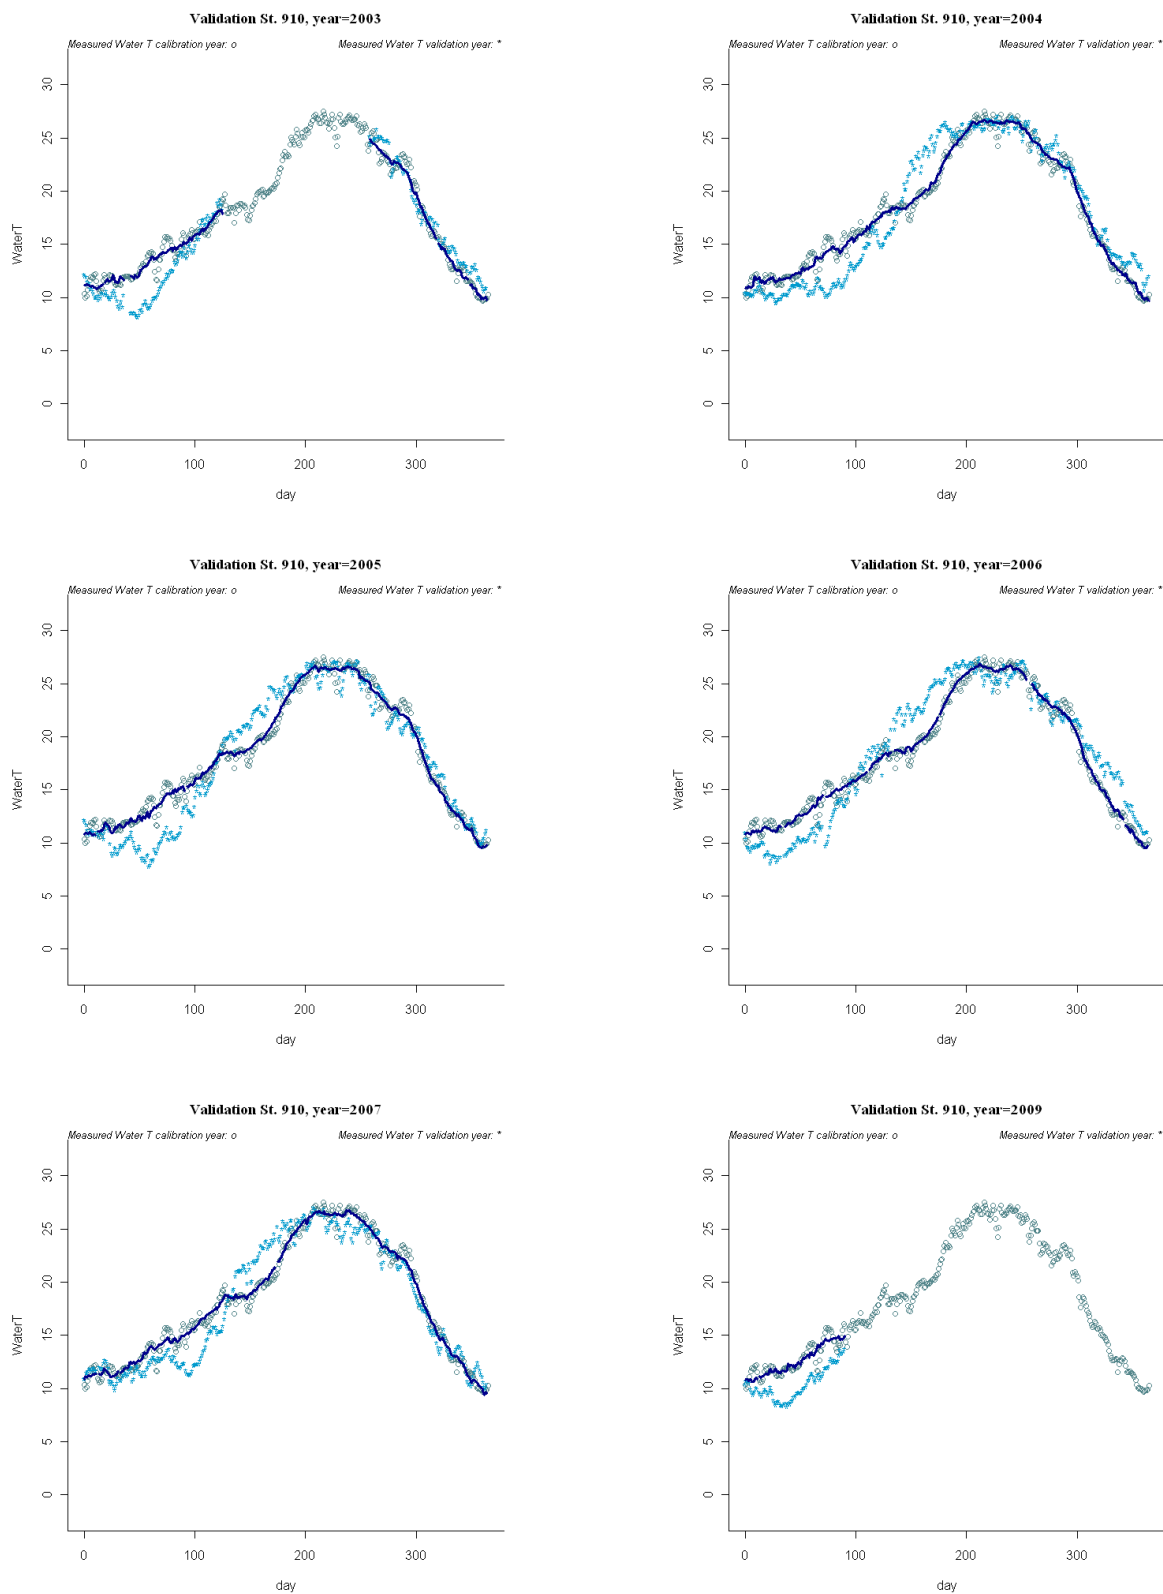 Validation St. 910, year=2003
Measured Water T calibration year: o Measured Water T validation year: *
WaterT
30
25
20
15
10
5
0
0 100 200 300
day
Validation St. 910, year=2004
Measured Water T calibration year: o Measured Water T validation year: *
WaterT
30
25
20
15
10
5
0
0 100 200 300
day
Validation St. 910, year=2005
Measured Water T calibration year: o Measured Water T validation year: *
WaterT
30
25
20
15
10
5
0
0 100 200 300
day
Validation St. 910, year=2006
Measured Water T calibration year: o Measured Water T validation year: *
WaterT
30
25
20
15
10
5
0
0 100 200 300
day
Validation St. 910, year=2007
Measured Water T calibration year: o Measured Water T validation year: *
WaterT
30
25
20
15
10
5
0
0 100 200 300
day
Validation St. 910, year=2009
Measured Water T calibration year: o Measured Water T validation year: *
WaterT
30
25
20
15
10
5
0
0 100 200 300
day